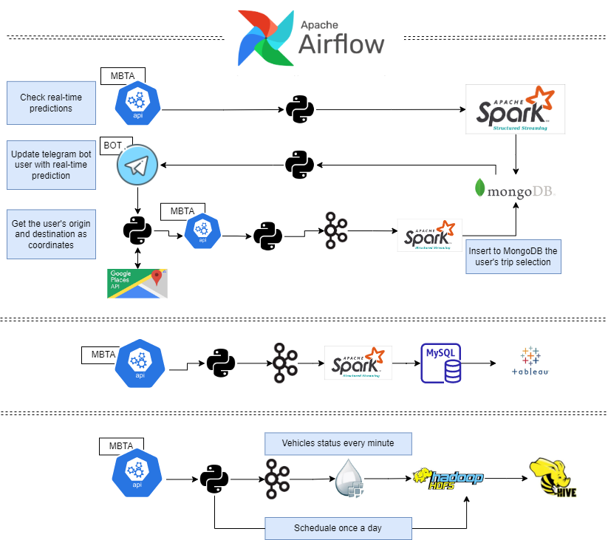 Apache
Airflow
MBTA
api
Check real-time
predictions
APACHE
Spark
Structured Streaming
BOT
Update telegram bot
user with real-time
prediction
mongoDB.
MBTA
api
Get the user's origin
and destination as
coordinates
APACHE
Spark
Structured Streaming
Insert to MongoDB the
user's trip selection
Google
Places
API
MBTA
api
APACHE
Spark
Structured Streaming
MySQL
tableau
MBTA
api
Vehicles status every minute
hadoop
HDFS
HIVE
Scheduale once a day